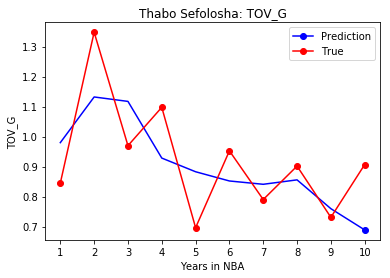 Thabo Sefolosha: TOV_G
Prediction
True
1.3
1.2
1.1
1.0
0.9
0.8
0.7
TOV_G
1 2 3 4 5 6 7 8 9 10
Years in NBA